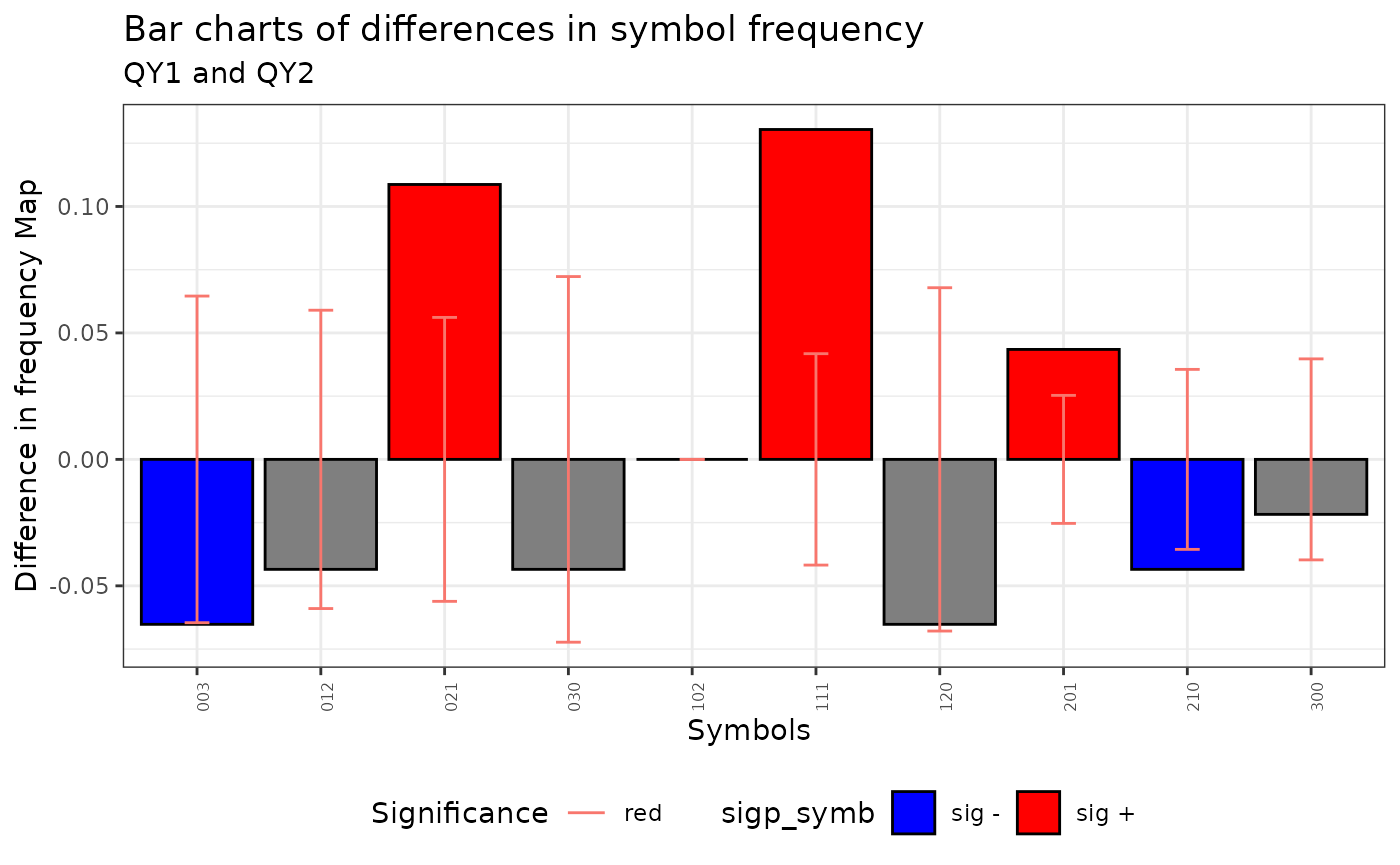 Bar charts of differences in symbol frequency
QY1 and QY2
Difference in frequency Map
0.10
0.05
0.00
-0.05
003 012 021 030 102 111 120 201 210 300
Symbols
Significance red sigp_symb sig - sig +